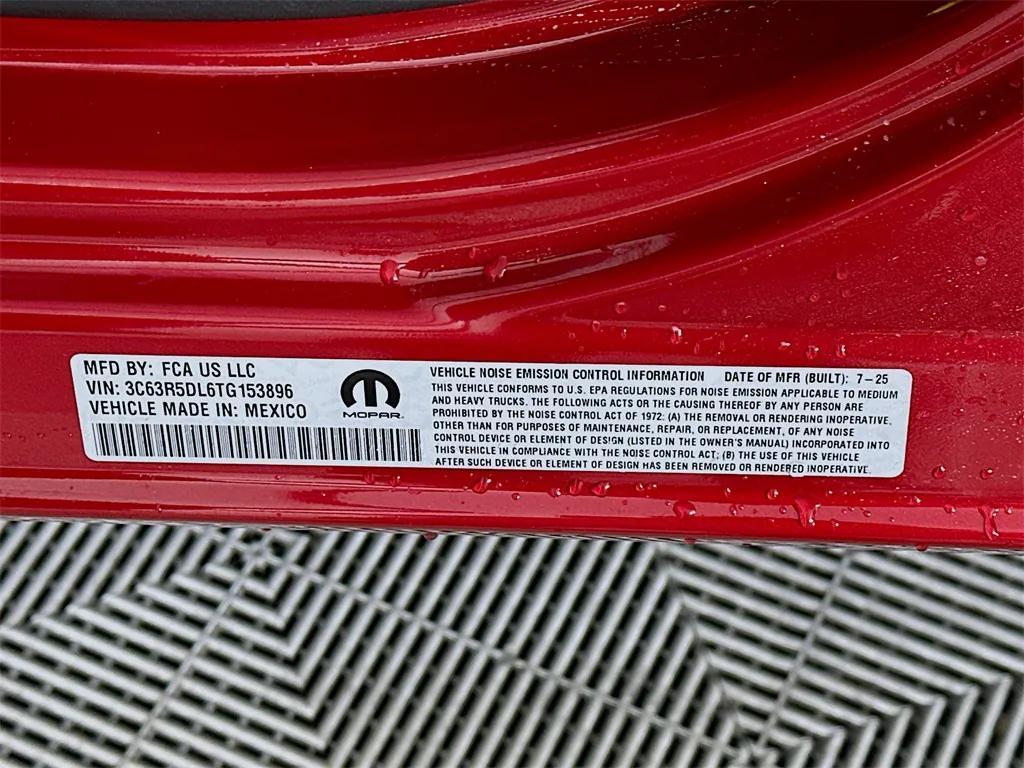 MFD BY: FCA US LLC
VIN: 3C63R5DL6TG153896
VEHICLE MADE IN: MEXICO
MOPAR
VEHICLE NOISE EMISSION CONTROL INFORMATION DATE OF MFR (BUILT): 7-25
THIS VEHICLE CONFORMS TO U.S. EPA REGULATIONS FOR NOISE EMISSION APPLICABLE TO MEDIUM
AND HEAVY TRUCKS. THE FOLLOWING ACTS OR THE CAUSING THEREOF BY ANY PERSON ARE
PROHIBITED BY THE NOISE CONTROL ACT OF 1972: (A) THE REMOVAL OR RENDERING INOPERATIVE,
OTHER THAN FOR PURPOSES OF MAINTENANCE, REPAIR, OR REPLACEMENT, OF ANY NOISE
CONTROL DEVICE OR ELEMENT OF DESIGN (LISTED IN THE OWNER'S MANUAL) INCORPORATED INTO
THIS VEHICLE IN COMPLIANCE WITH THE NOISE CONTROL ACT; (B) THE USE OF THIS VEHICLE
AFTER SUCH DEVICE OR ELEMENT OF DESIGN HAS BEEN REMOVED OR RENDERED INOPERATIVE.